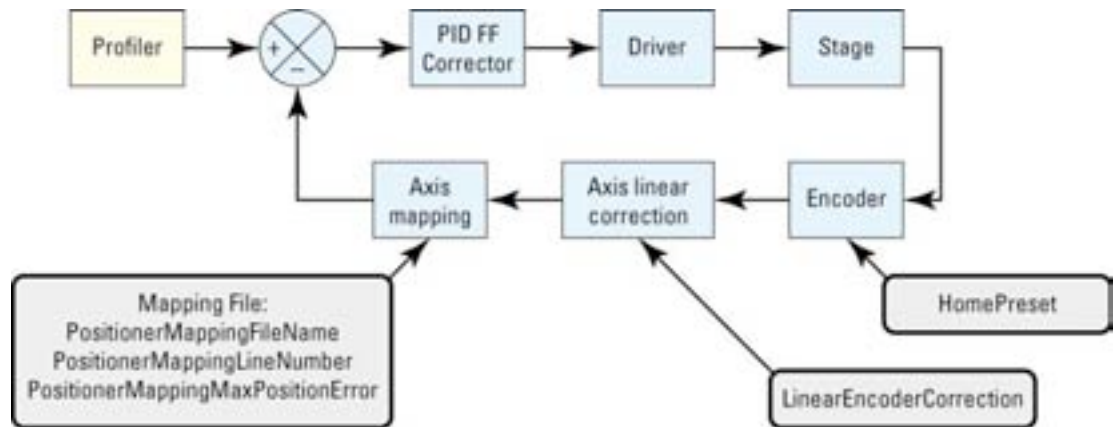 Profiler
+
−
PID FF
Corrector
Driver
Stage
Axis
mapping
Axis linear
correction
Encoder
Mapping File:
PositionerMappingFileName
PositionerMappingLineNumber
PositionerMappingMaxPositionError
HomePreset
LinearEncoderCorrection